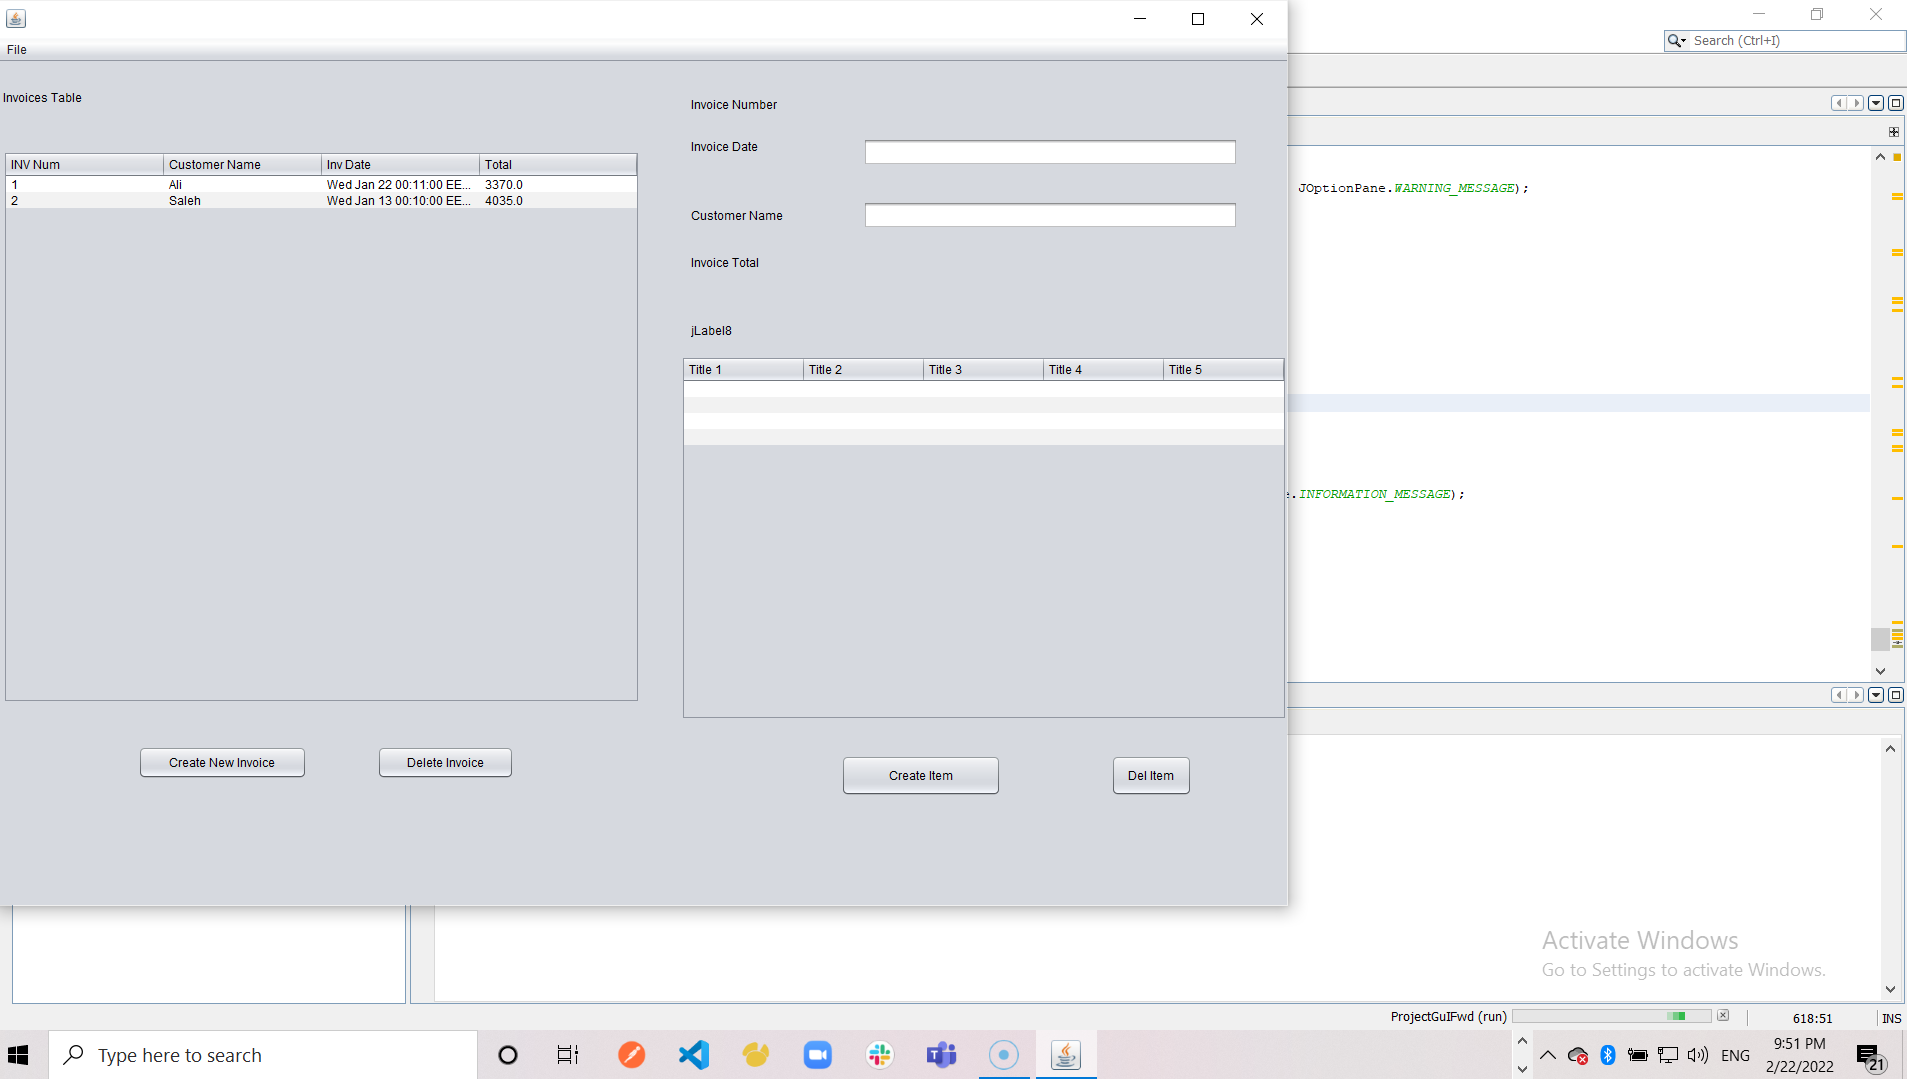 File
Search (Ctrl+I)
Invoices Table
INV Num Customer Name Inv Date Total
1 Ali Wed Jan 22 00:11:00 EE... 3370.0
2 Saleh Wed Jan 13 00:10:00 EE... 4035.0
Create New Invoice Delete Invoice
Invoice Number
Invoice Date
Customer Name
Invoice Total
jLabel8
Title 1 Title 2 Title 3 Title 4 Title 5
Create Item Del Item
JOptionPane.WARNING_MESSAGE);
.INFORMATION_MESSAGE);
Activate Windows
Go to Settings to activate Windows.
ProjectGuIFwd (run) 618:51 INS
Type here to search
ENG
9:51 PM
2/22/2022
21